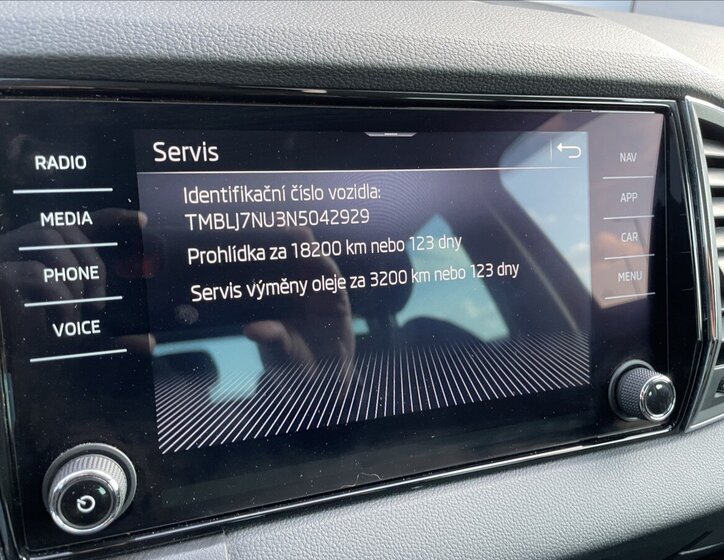 Servis
RADIO
MEDIA
PHONE
VOICE
Identifikační číslo vozidla:
TMBLJ7NU3N5042929
Prohlídka za 18200 km nebo 123 dny
Servis výměny oleje za 3200 km nebo 123 dny
NAV
APP
CAR
MENU